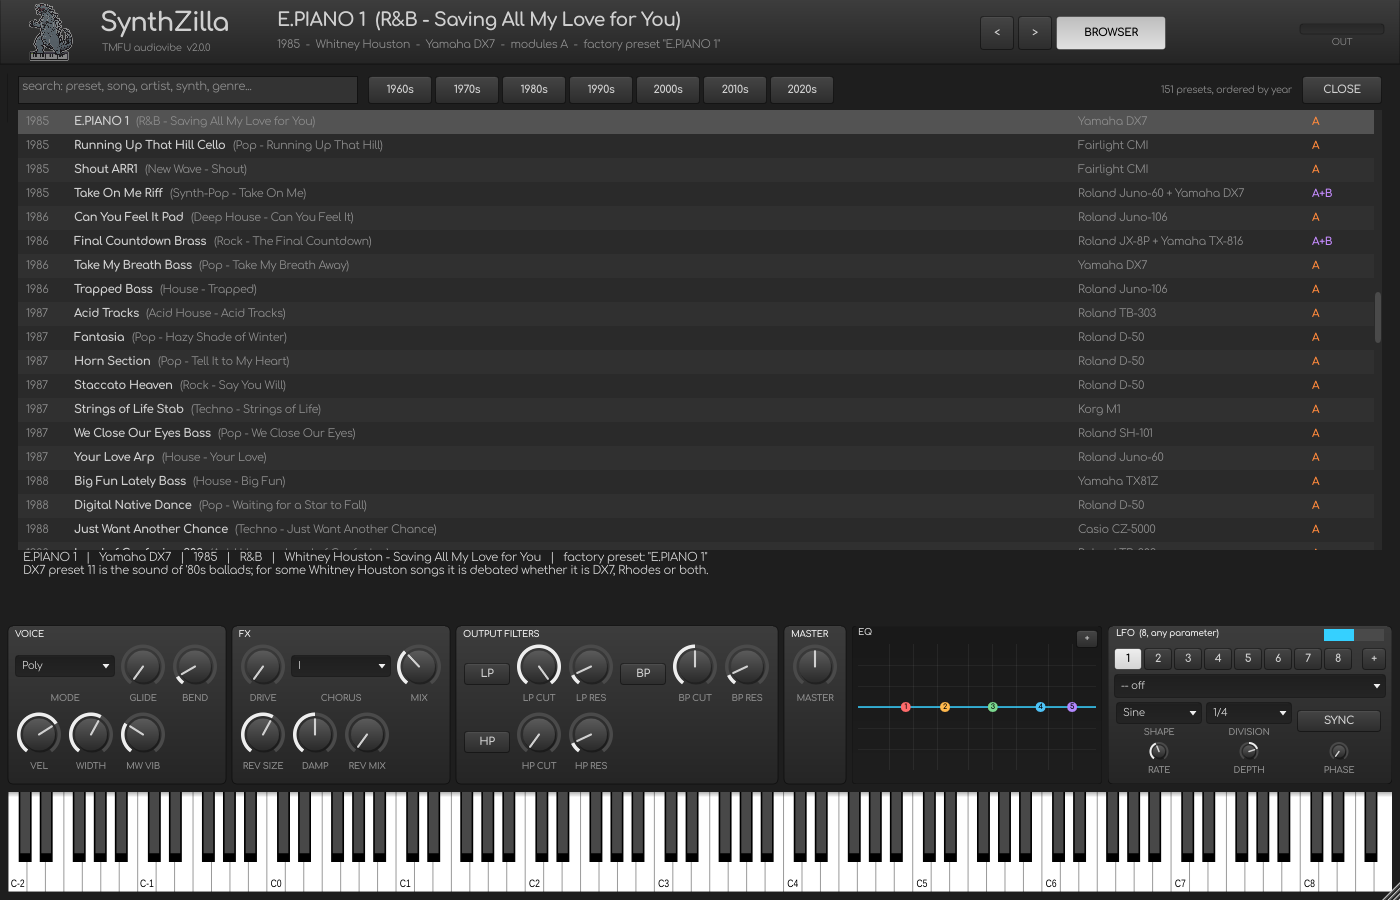 SynthZilla
TMFU audiovibe v2.0.0
E.PIANO 1 (R&B - Saving All My Love for You)
1985 - Whitney Houston - Yamaha DX7 - modules A - factory preset "E.PIANO 1"
< > BROWSER
OUT
search: preset, song, artist, synth, genre...
1960s 1970s 1980s 1990s 2000s 2010s 2020s
151 presets, ordered by year CLOSE
1985 E.PIANO 1 (R&B - Saving All My Love for You) Yamaha DX7 A
1985 Running Up That Hill Cello (Pop - Running Up That Hill) Fairlight CMI A
1985 Shout ARR1 (New Wave - Shout) Fairlight CMI A
1985 Take On Me Riff (Synth-Pop - Take On Me) Roland Juno-60 + Yamaha DX7 A+B
1986 Can You Feel It Pad (Deep House - Can You Feel It) Roland Juno-106 A
1986 Final Countdown Brass (Rock - The Final Countdown) Roland JX-8P + Yamaha TX-816 A+B
1986 Take My Breath Bass (Pop - Take My Breath Away) Yamaha DX7 A
1986 Trapped Bass (House - Trapped) Roland Juno-106 A
1987 Acid Tracks (Acid House - Acid Tracks) Roland TB-303 A
1987 Fantasia (Pop - Hazy Shade of Winter) Roland D-50 A
1987 Horn Section (Pop - Tell It to My Heart) Roland D-50 A
1987 Staccato Heaven (Rock - Say You Will) Roland D-50 A
1987 Strings of Life Stab (Techno - Strings of Life) Korg M1 A
1987 We Close Our Eyes Bass (Pop - We Close Our Eyes) Roland SH-101 A
1987 Your Love Arp (House - Your Love) Roland Juno-60 A
1988 Big Fun Lately Bass (House - Big Fun) Yamaha TX81Z A
1988 Digital Native Dance (Pop - Waiting for a Star to Fall) Roland D-50 A
1988 Just Want Another Chance (Techno - Just Want Another Chance) Casio CZ-5000 A
E.PIANO 1 | Yamaha DX7 | 1985 | R&B | Whitney Houston - Saving All My Love for You | factory preset: "E.PIANO 1"
DX7 preset 11 is the sound of '80s ballads; for some Whitney Houston songs it is debated whether it is DX7, Rhodes or both.
VOICE
Poly
MODE GLIDE BEND
VEL WIDTH MW VIB
FX
I
DRIVE CHORUS MIX
REV SIZE DAMP REV MIX
OUTPUT FILTERS
LP BP
LP CUT LP RES BP CUT BP RES
HP
HP CUT HP RES
MASTER
MASTER
EQ +
1 2 3 4 5
LFO (8, any parameter)
1 2 3 4 5 6 7 8 +
-- off
Sine 1/4 SYNC
SHAPE DIVISION
RATE DEPTH PHASE
C-2 C-1 C0 C1 C2 C3 C4 C5 C6 C7 C8